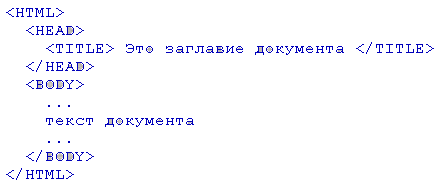 <HTML>
<HEAD>
<TITLE> Это заглавие документа </TITLE>
</HEAD>
<BODY>
...
текст документа
...
</BODY>
</HTML>